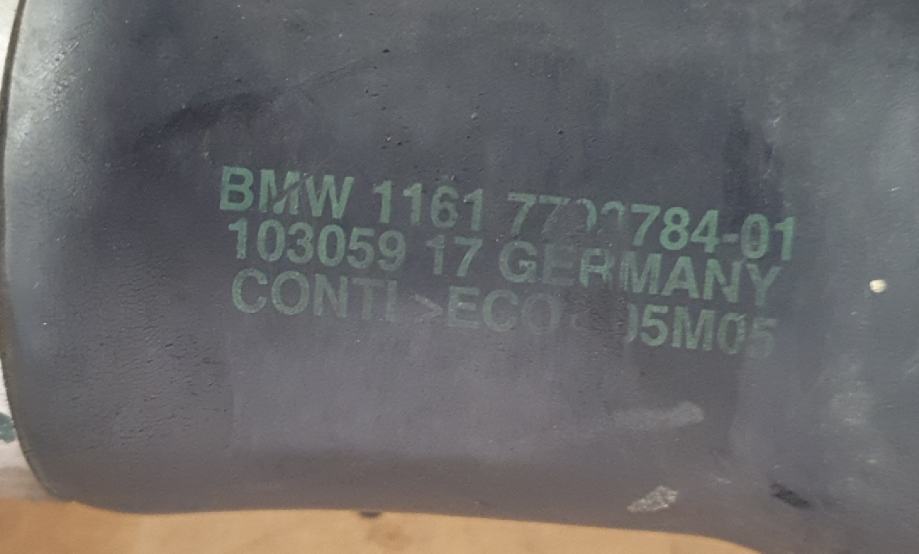 BMW 1161
103059 17 GERMANY
CONTI >ECO